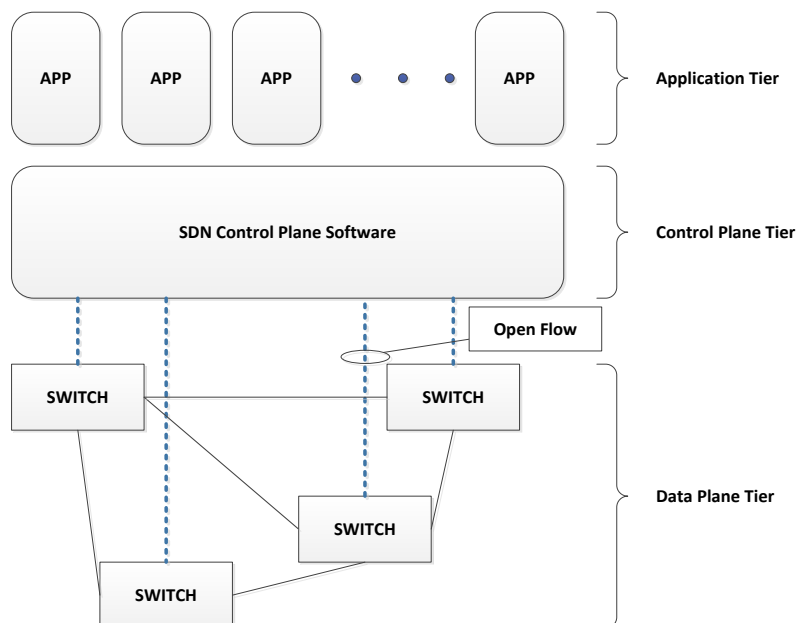 APP APP APP APP Application Tier
SDN Control Plane Software Control Plane Tier
Open Flow
SWITCH SWITCH
SWITCH Data Plane Tier
SWITCH